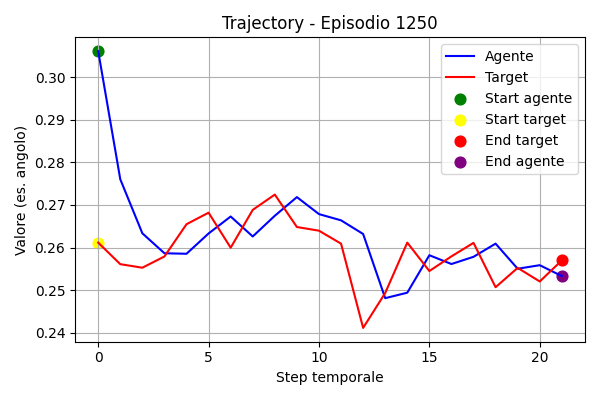 Trajectory - Episodio 1250
Agente
Target
Start agente
Start target
End target
End agente
Valore (es. angolo)
0.30
0.29
0.28
0.27
0.26
0.25
0.24
0
5
10
15
20
Step temporale